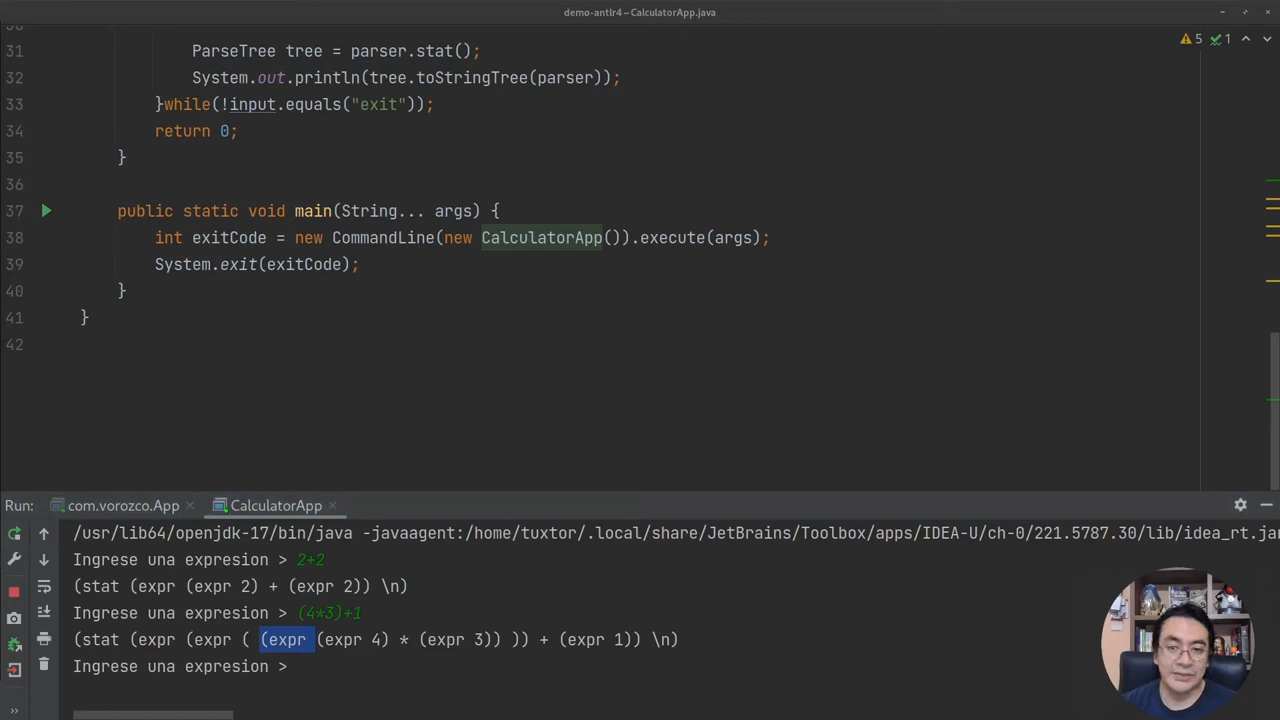 demo-antlr4 – CalculatorApp.java
5 1
31 ParseTree tree = parser.stat();
32 System.out.println(tree.toStringTree(parser));
33 }while(!input.equals("exit"));
34 return 0;
35 }
36
37 public static void main(String... args) {
38 int exitCode = new CommandLine(new CalculatorApp()).execute(args);
39 System.exit(exitCode);
40 }
41 }
42
Run: com.vorozco.App CalculatorApp
/usr/lib64/openjdk-17/bin/java -javaagent:/home/tuxtor/.local/share/JetBrains/Toolbox/apps/IDEA-U/ch-0/221.5787.30/lib/idea_rt.jar
Ingrese una expresion > 2+2
(stat (expr (expr 2) + (expr 2)) \n)
Ingrese una expresion > (4*3)+1
(stat (expr (expr ( (expr (expr 4) * (expr 3)) )) + (expr 1)) \n)
Ingrese una expresion >